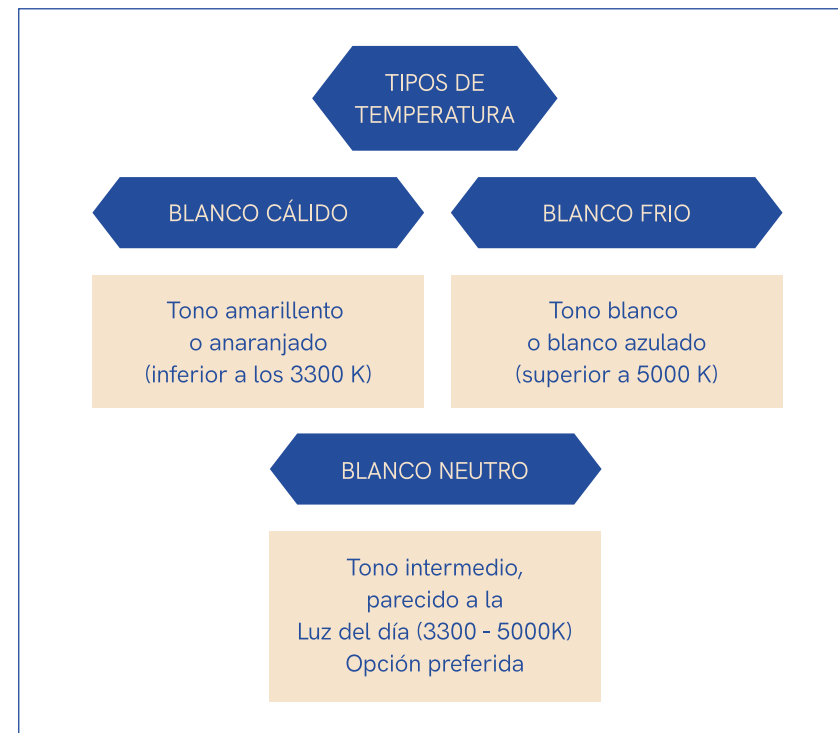 TIPOS DE
TEMPERATURA
BLANCO CÁLIDO
Tono amarillento
o anaranjado
(inferior a los 3300 K)
BLANCO FRIO
Tono blanco
o blanco azulado
(superior a 5000 K)
BLANCO NEUTRO
Tono intermedio,
parecido a la
Luz del día (3300 - 5000K)
Opción preferida